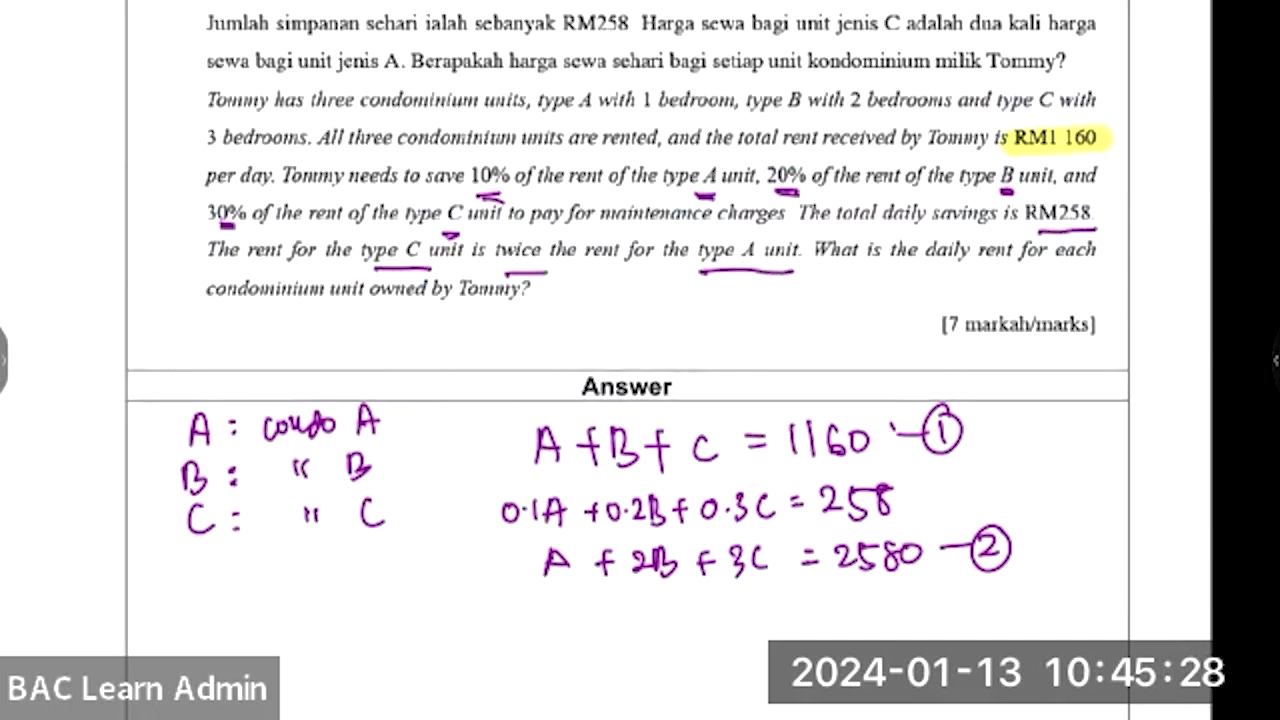 Jumlah simpanan sehari ialah sebanyak RM258 Harga sewa bagi unit jenis C adalah dua kali harga
sewa bagi unit jenis A. Berapakah harga sewa sehari bagi setiap unit kondominium milik Tommy?
Tommy has three condominium units, type A with 1 bedroom, type B with 2 bedrooms and type C with
3 bedrooms. All three condominium units are rented, and the total rent received by Tommy is RM1 160
per day. Tommy needs to save 10% of the rent of the type A unit, 20% of the rent of the type B unit, and
30% of the rent of the type C unit to pay for maintenance charges The total daily savings is RM258.
The rent for the type C unit is twice the rent for the type A unit. What is the daily rent for each
condominium unit owned by Tommy?
[7 markah/marks]
Answer
A : condo A
B : " B
C : " C
A + B + C = 1160 — ①
0.1A + 0.2B + 0.3C = 258
A + 2B + 3C = 2580 — ②
BAC Learn Admin
2024-01-13 10:45:28